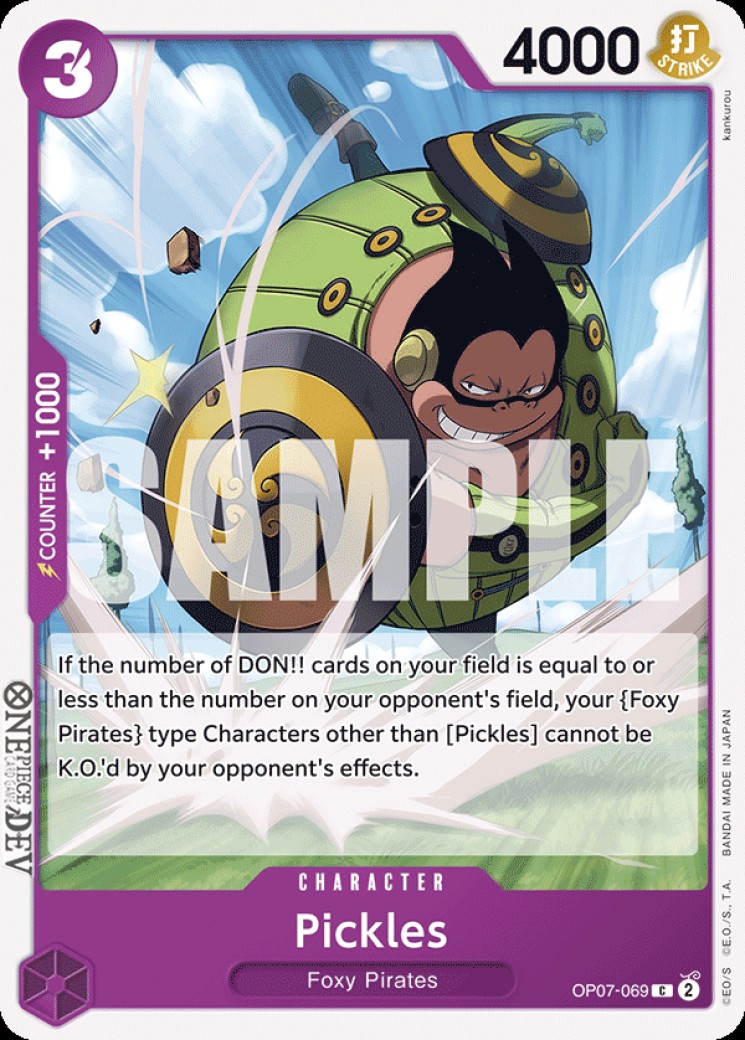 3
4000
打
STRIKE
kankurou
COUNTER +1000
SAMPLE
If the number of DON!! cards on your field is equal to or
less than the number on your opponent's field, your {Foxy
Pirates} type Characters other than [Pickles] cannot be
K.O.'d by your opponent's effects.
ONE PIECE
CARD GAME
/DEV
BANDAI MADE IN JAPAN
©E.O./S., T.A.
©EO/S
CHARACTER
Pickles
Foxy Pirates
OP07-069 C 2